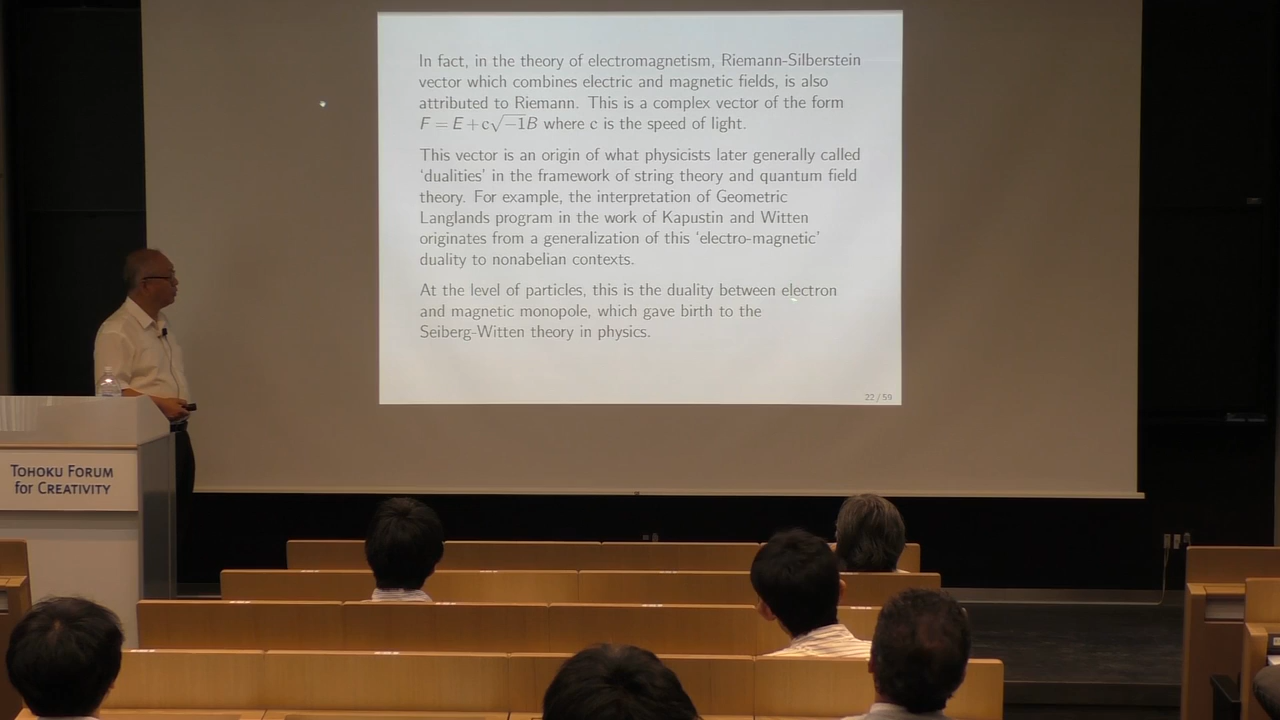 In fact, in the theory of electromagnetism, Riemann-Silberstein
vector which combines electric and magnetic fields, is also
attributed to Riemann. This is a complex vector of the form
F = E + c√−1B where c is the speed of light.
This vector is an origin of what physicists later generally called
‘dualities’ in the framework of string theory and quantum field
theory. For example, the interpretation of Geometric
Langlands program in the work of Kapustin and Witten
originates from a generalization of this ‘electro-magnetic’
duality to nonabelian contexts.
At the level of particles, this is the duality between electron
and magnetic monopole, which gave birth to the
Seiberg-Witten theory in physics.
22 / 59
TOHOKU FORUM
for CREATIVITY